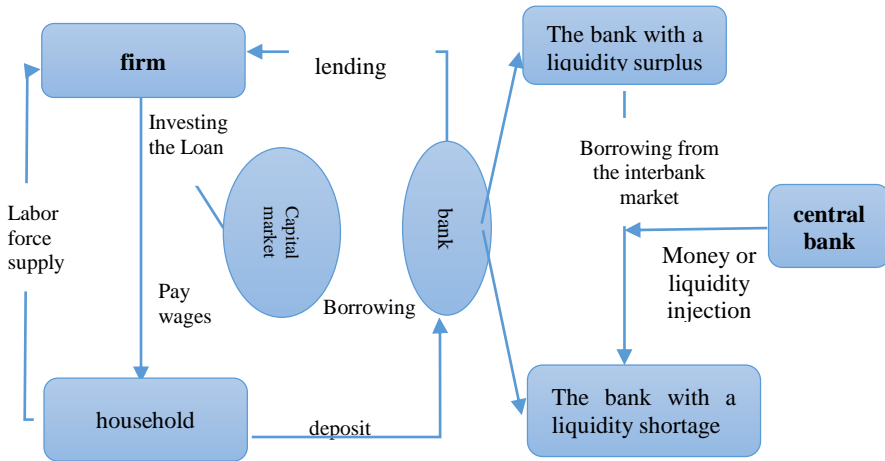 firm
lending
The bank with a
liquidity surplus
Investing
the Loan
Borrowing from
the interbank
market
Labor
force
supply
Capital
market
bank
central
bank
Money or
liquidity
injection
Pay
wages
Borrowing
household
deposit
The bank with a
liquidity shortage